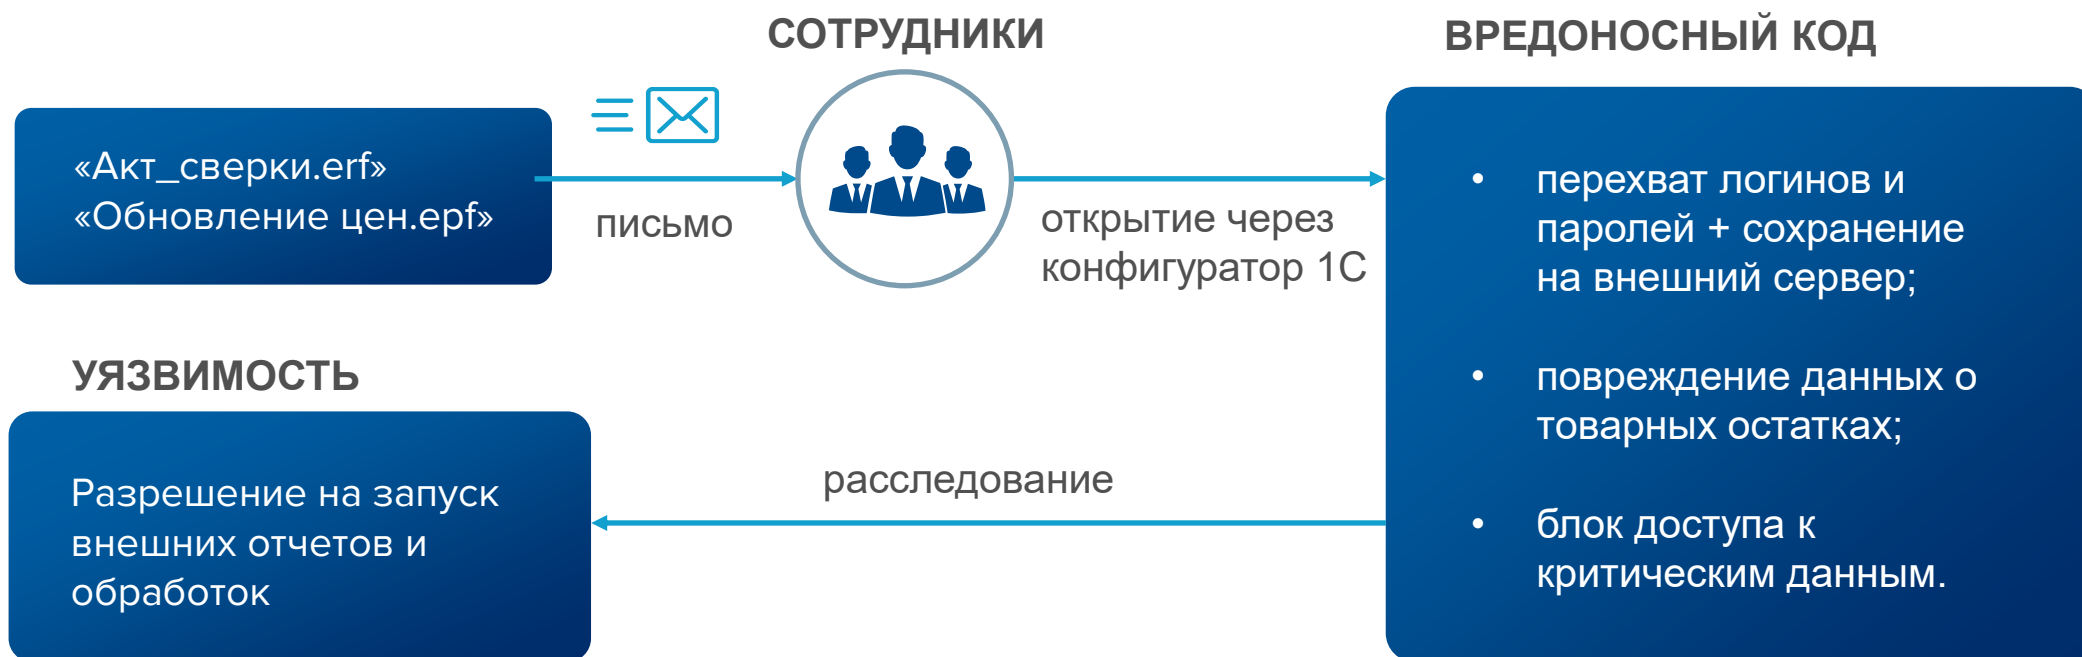 СОТРУДНИКИ
ВРЕДОНОСНЫЙ КОД
«Акт_сверки.erf»
«Обновление цен.epf»
письмо
открытие через
конфигуратор 1С
• перехват логинов и
паролей + сохранение
на внешний сервер;
• повреждение данных о
товарных остатках;
• блок доступа к
критическим данным.
расследование
УЯЗВИМОСТЬ
Разрешение на запуск
внешних отчетов и
обработок